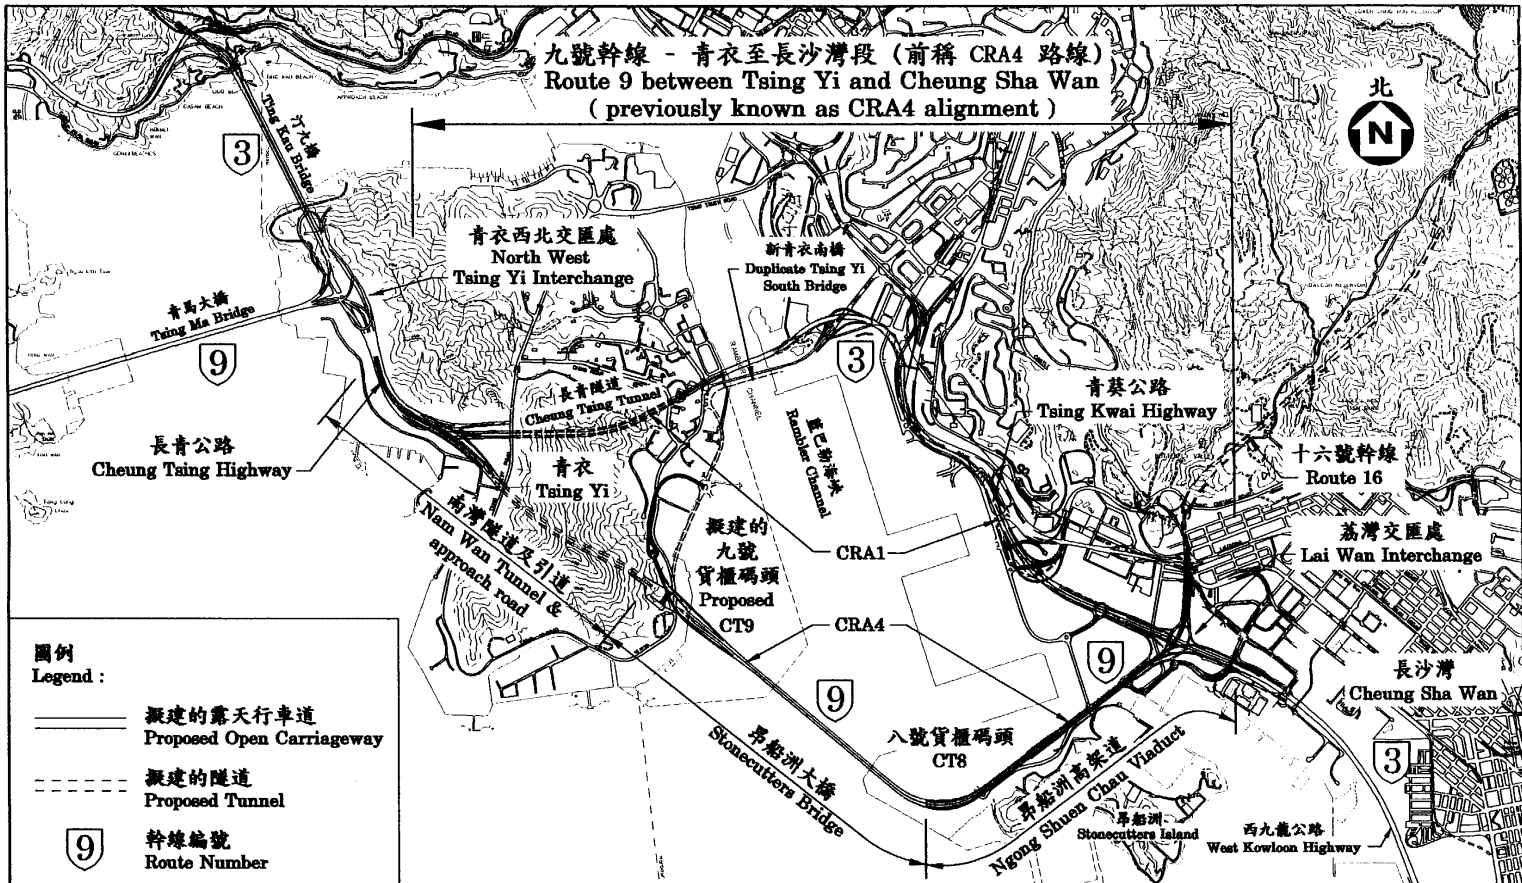 九號幹線 - 青衣至長沙灣段 (前稱 CRA4 路線)
Route 9 between Tsing Yi and Cheung Sha Wan
( previously known as CRA4 alignment )
北
N
3
汀九橋
Ting Kau Bridge
青衣西北交匯處
North West
Tsing Yi Interchange
新青衣南橋
Duplicate Tsing Yi
South Bridge
青馬大橋
Tsing Ma Bridge
9
3
長青隧道
Cheung Tsing Tunnel
青葵公路
Tsing Kwai Highway
長青公路
Cheung Tsing Highway
青衣
Tsing Yi
藍巴勒海峽
Rambler Channel
十六號幹線
Route 16
南灣隧道及引道
Nam Wan Tunnel &
approach road
擬建的
九號
貨櫃碼頭
Proposed
CT9
CRA1
荔灣交匯處
Lai Wan Interchange
CRA4
9
9
長沙灣
Cheung Sha Wan
八號貨櫃碼頭
CT8
昂船洲大橋
Stonecutters Bridge
昂船洲高架道
Ngong Shuen Chau Viaduct
昂船洲
Stonecutters Island
西九龍公路
West Kowloon Highway
3
圖例
Legend :
擬建的露天行車道
Proposed Open Carriageway
擬建的隧道
Proposed Tunnel
9
幹線編號
Route Number